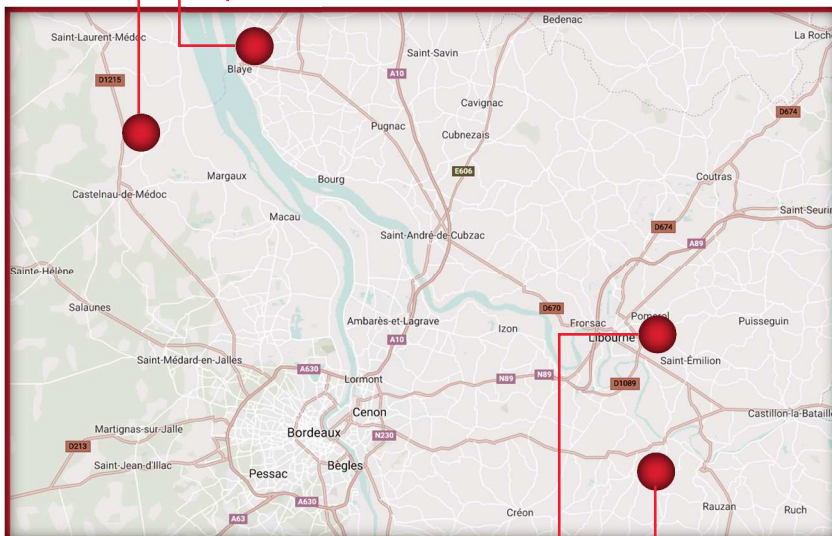 Bedenac
Saint-Laurent-Médoc
La Roche
Saint-Savin
Blaye
A10
D1215
Cavignac
D674
Pugnac
Cubnezais
E606
Margaux
Bourg
Coutras
Castelnau-de-Médoc
Macau
Saint-Seurin
D674
Saint-André-de-Cubzac
A89
Sainte-Hélène
Salaunes
D670
Ambarès-et-Lagrave
Izon
Fronsac
Pomerol
Puisseguin
A10
Libourne
Saint-Médard-en-Jalles
Saint-Émilion
A630
Lormont
N89
N89
D1089
Cenon
Castillon-la-Bataille
Martignas-sur-Jalle
Bordeaux
N230
D213
Saint-Jean-d'Illac
Bègles
Pessac
A630
Créon
Rauzan
Ruch
A63